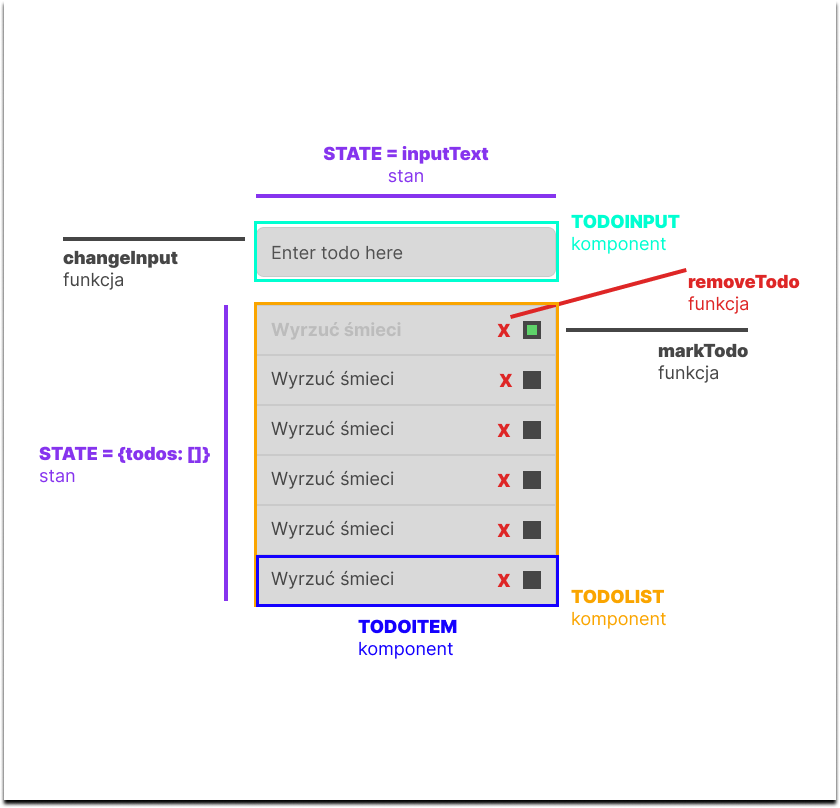 STATE = inputText
stan
TODOINPUT
komponent
changeInput
funkcja
Enter todo here
removeTodo
funkcja
Wyrzuć śmieci X
markTodo
funkcja
Wyrzuć śmieci X
Wyrzuć śmieci X
STATE = {todos: []}
stan
Wyrzuć śmieci X
Wyrzuć śmieci X
Wyrzuć śmieci X
TODOLIST
komponent
TODOITEM
komponent